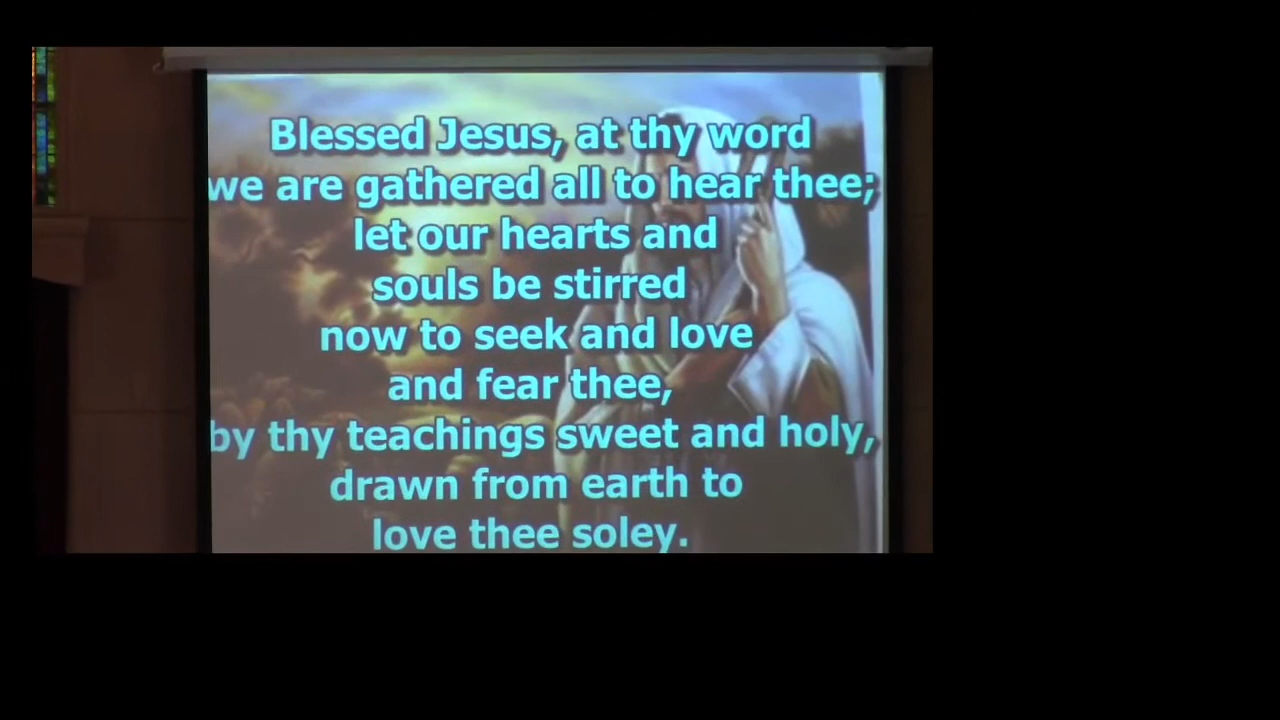 Blessed Jesus, at thy word
we are gathered all to hear thee;
let our hearts and
souls be stirred
now to seek and love
and fear thee,
by thy teachings sweet and holy,
drawn from earth to
love thee soley.